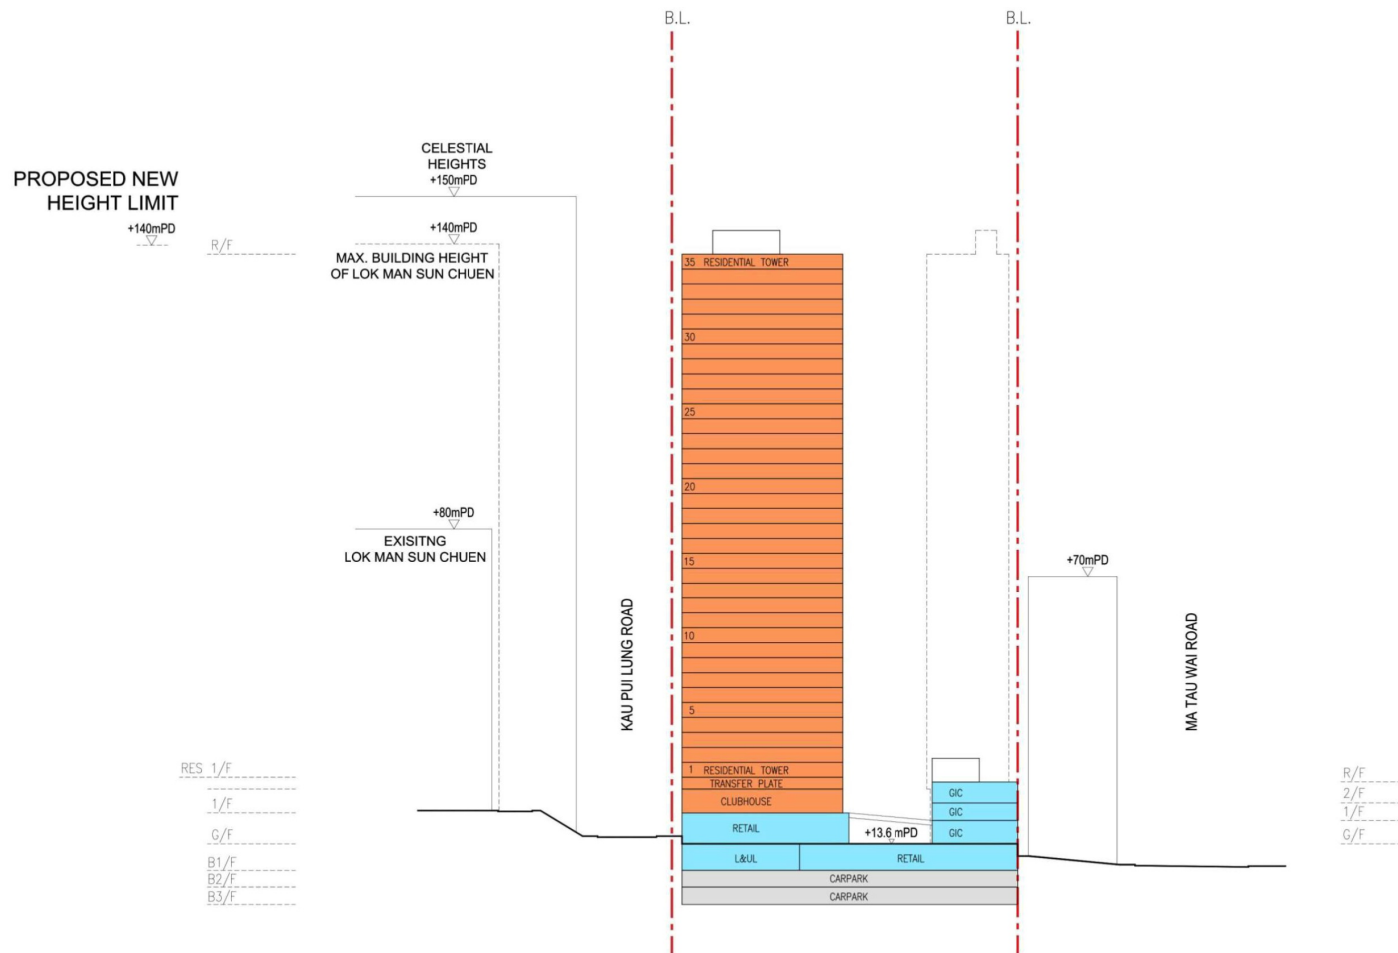 B.L.
B.L.
CELESTIAL
HEIGHTS
+150mPD
PROPOSED NEW
HEIGHT LIMIT
+140mPD
R/F
+140mPD
MAX. BUILDING HEIGHT
OF LOK MAN SUN CHUEN
35 RESIDENTIAL TOWER
30
25
20
15
10
5
1 RESIDENTIAL TOWER
TRANSFER PLATE
CLUBHOUSE
RETAIL
+80mPD
EXISITNG
LOK MAN SUN CHUEN
+70mPD
KAU PUI LUNG ROAD
MA TAU WAI ROAD
RES 1/F
1/F
G/F
B1/F
B2/F
B3/F
GIC
GIC
GIC
+13.6 mPD
L&UL
RETAIL
CARPARK
CARPARK
R/F
2/F
1/F
G/F